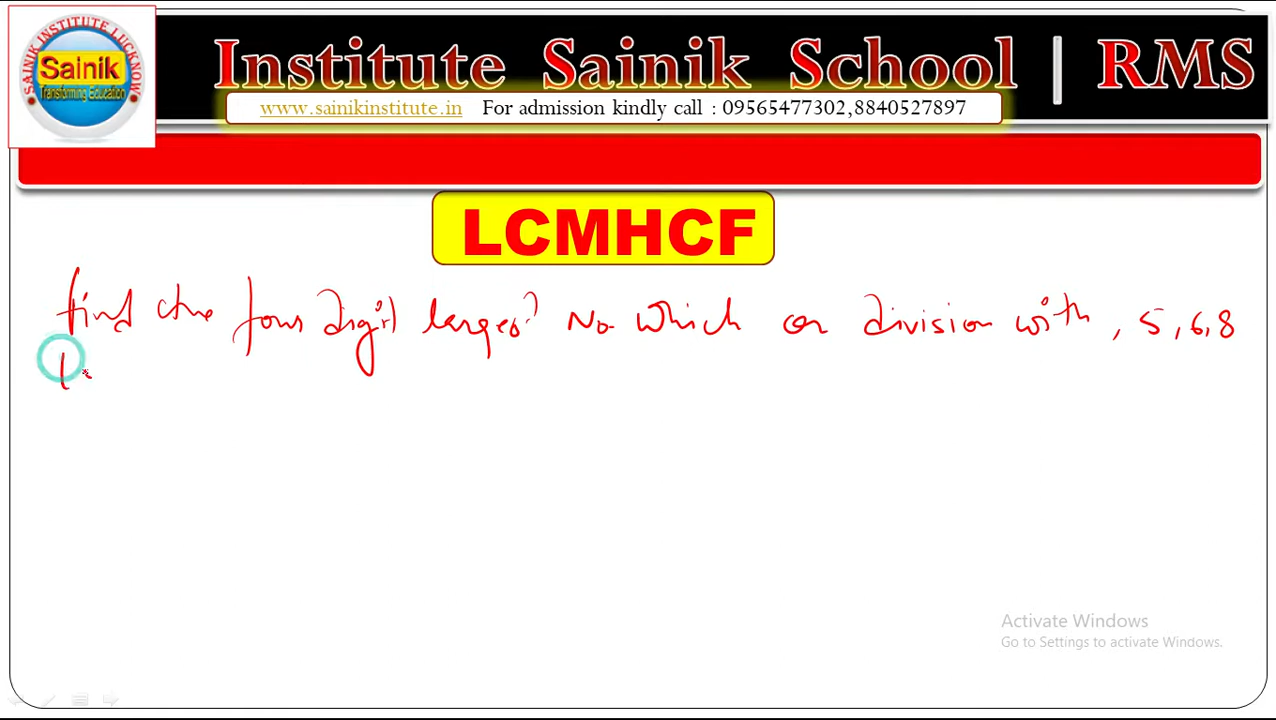 SAINIK INSTITUTE LUCKNOW
Sainik
Transforming Education
Institute Sainik School | RMS
www.sainikinstitute.in For admission kindly call : 09565477302,8840527897
LCMHCF
find the four digit largest No. which on division with , 5, 6, 8
Activate Windows
Go to Settings to activate Windows.